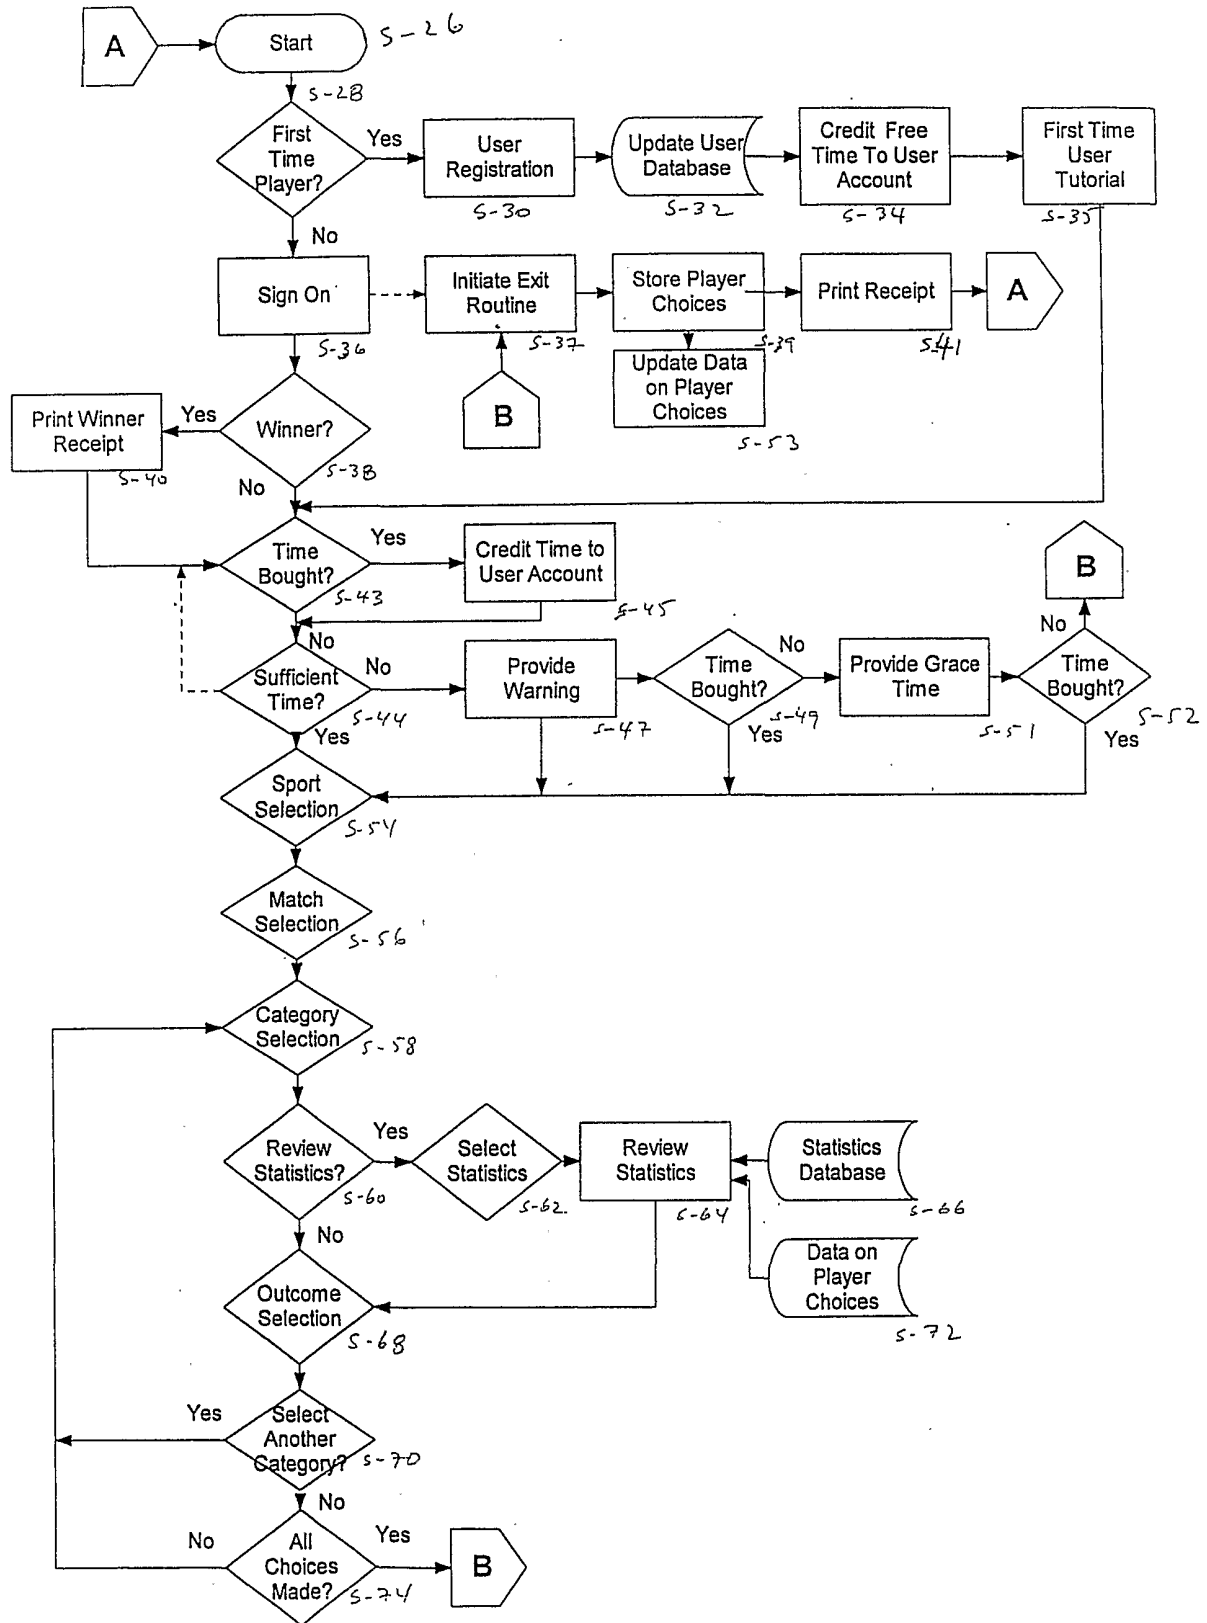 A
Start
S-26
S-28
First
Time
Player?
Yes
User
Registration
S-30
Update User
Database
S-32
Credit Free
Time To User
Account
S-34
First Time
User
Tutorial
S-35
No
Sign On
S-36
Initiate Exit
Routine
S-37
Store Player
Choices
S-39
Print Receipt
S-41
A
Update Data
on Player
Choices
S-53
B
Print Winner
Receipt
S-40
Yes
Winner?
S-38
No
Time
Bought?
S-43
Yes
Credit Time to
User Account
S-45
B
No
Sufficient
Time?
S-44
No
Provide
Warning
S-47
Time
Bought?
S-49
No
Yes
Provide Grace
Time
S-51
No
Time
Bought?
S-52
Yes
Yes
Sport
Selection
S-54
Match
Selection
S-56
Category
Selection
S-58
Review
Statistics?
S-60
Yes
Select
Statistics
S-62
Review
Statistics
S-64
Statistics
Database
S-66
Data on
Player
Choices
S-72
No
Outcome
Selection
S-68
Yes
Select
Another
Category?
S-70
No
No
All
Choices
Made?
S-74
Yes
B